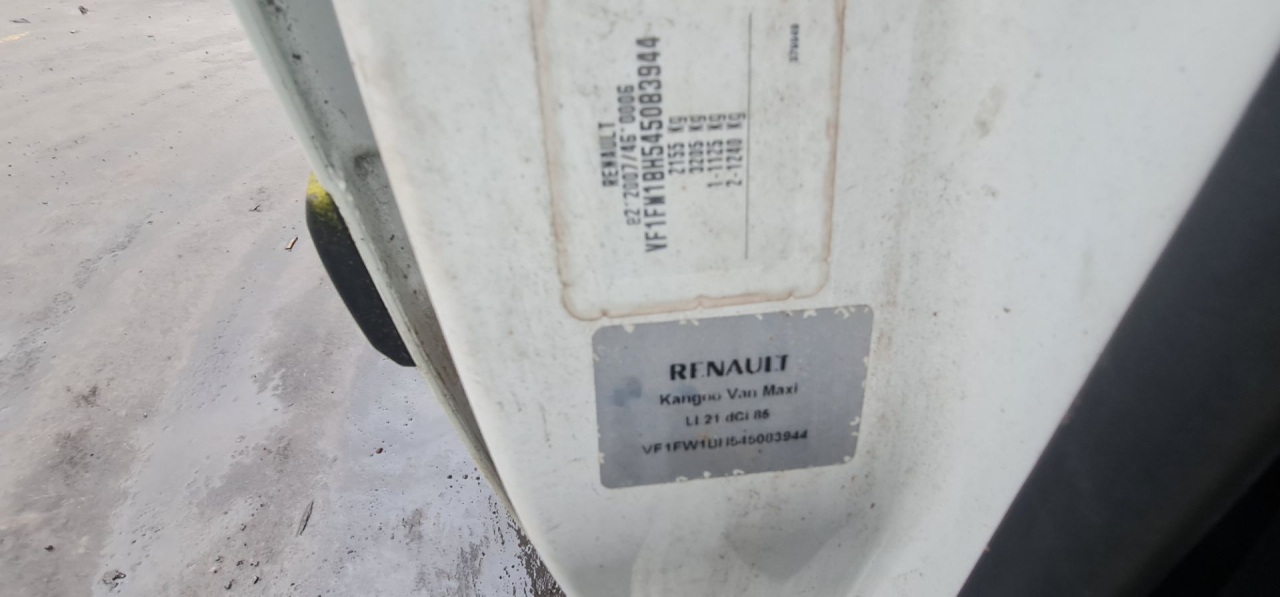 RENAULT
e2*2007/46*0006
VF1FW1BH545083944
2155 Kg
3205 Kg
1-1125 Kg
2-1240 Kg
RENAULT
Kangoo Van Maxi
LL 21 dCi 85
VF1FW1BH545083944